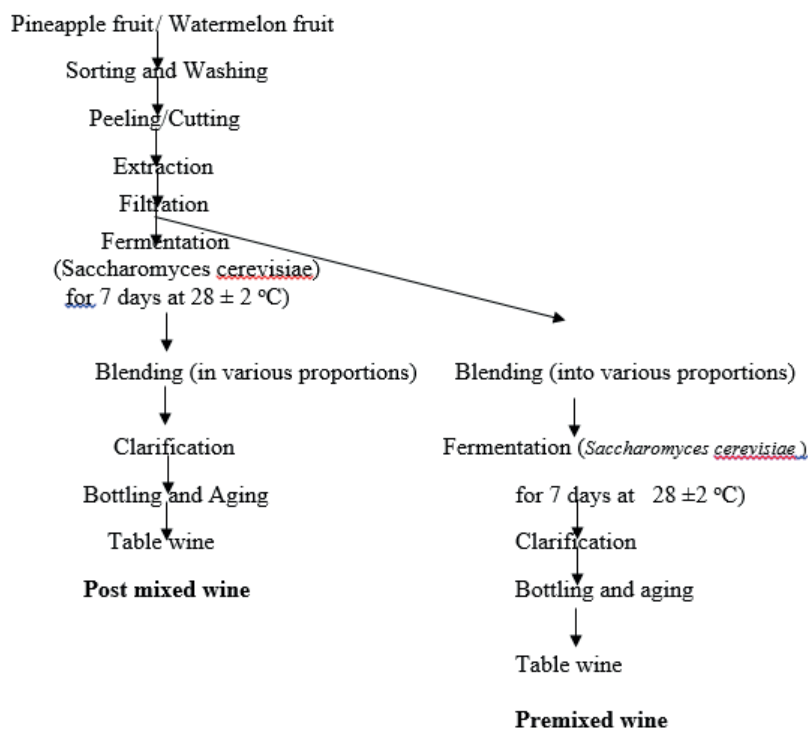 Pineapple fruit/ Watermelon fruit
Sorting and Washing
Peeling/Cutting
Extraction
Filtration
Fermentation
(Saccharomyces cerevisiae)
for 7 days at 28 ± 2 ºC)
Blending (in various proportions)
Clarification
Bottling and Aging
Table wine
Post mixed wine
Blending (into various proportions)
Fermentation (Saccharomyces cerevisiae )
for 7 days at 28 ±2 ºC)
Clarification
Bottling and aging
Table wine
Premixed wine